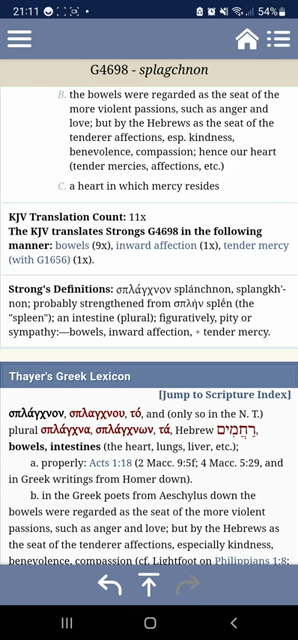 21:11
54%
G4698 - splagchnon
B. the bowels were regarded as the seat of the
more violent passions, such as anger and
love; but by the Hebrews as the seat of the
tenderer affections, esp. kindness,
benevolence, compassion; hence our heart
(tender mercies, affections, etc.)
C. a heart in which mercy resides
KJV Translation Count: 11x
The KJV translates Strongs G4698 in the following
manner: bowels (9x), inward affection (1x), tender mercy
(with G1656) (1x).
Strong's Definitions: σπλάγχνον splánchnon, splangkh'-
non; probably strengthened from σπλήν splḗn (the
"spleen"); an intestine (plural); figuratively, pity or
sympathy:—bowels, inward affection, + tender mercy.
Thayer's Greek Lexicon
[Jump to Scripture Index]
σπλάγχνον, σπλαγχνου, τό, and (only so in the N. T.)
plural σπλάγχνα, σπλάγχνων, τά, Hebrew רַחֲמִים,
bowels, intestines (the heart, lungs, liver, etc.);
a. properly: Acts 1:18 (2 Macc. 9:5f; 4 Macc. 5:29, and
in Greek writings from Homer down).
b. in the Greek poets from Aeschylus down the
bowels were regarded as the seat of the more violent
passions, such as anger and love; but by the Hebrews as
the seat of the tenderer affections, especially kindness,
benevolence, compassion (cf. Lightfoot on Philippians 1:8;